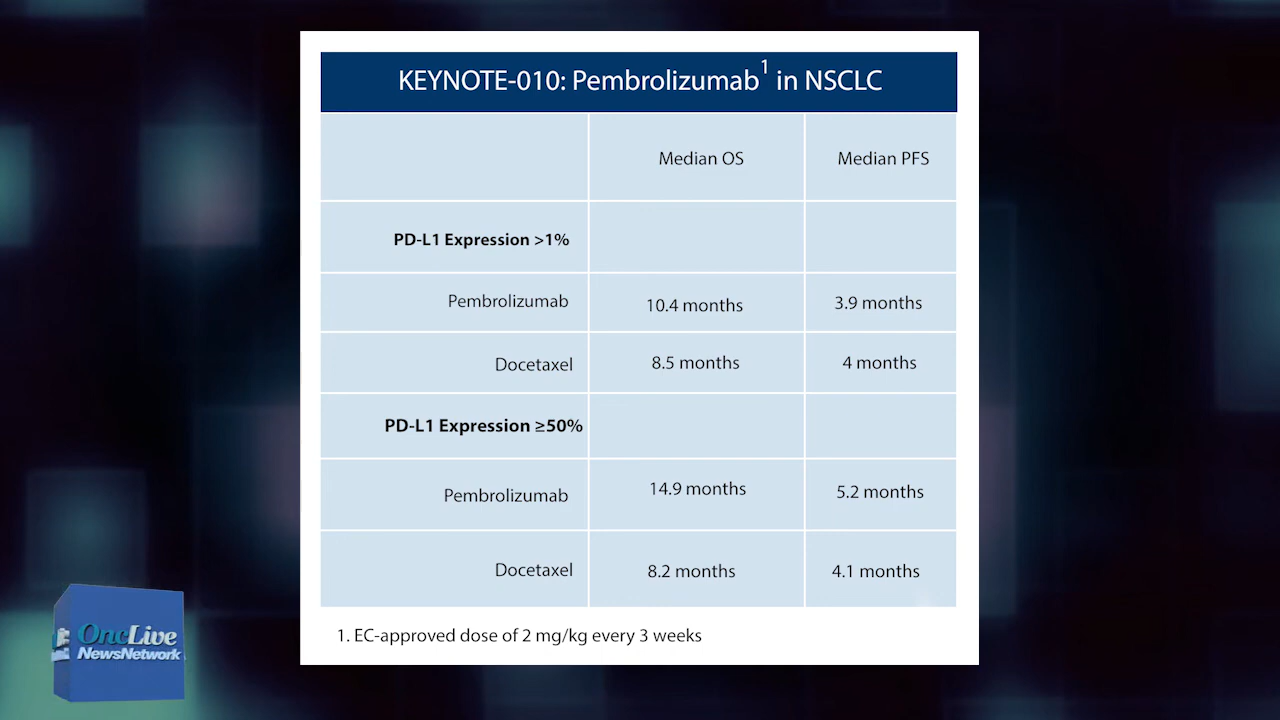 KEYNOTE-010: Pembrolizumab1 in NSCLC
Median OS Median PFS
PD-L1 Expression >1%
Pembrolizumab 10.4 months 3.9 months
Docetaxel 8.5 months 4 months
PD-L1 Expression ≥50%
Pembrolizumab 14.9 months 5.2 months
Docetaxel 8.2 months 4.1 months
1. EC-approved dose of 2 mg/kg every 3 weeks
OncLive
NewsNetwork